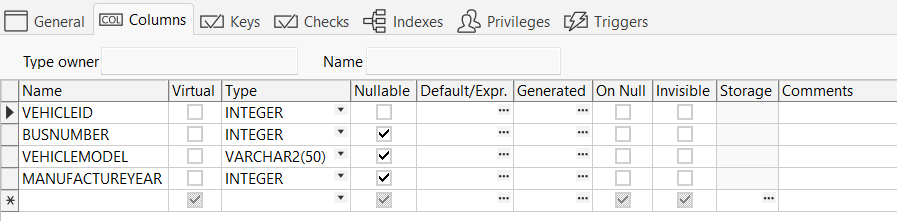 General COL Columns Keys Checks Indexes Privileges Triggers
Type owner Name
Name Virtual Type Nullable Default/Expr. Generated On Null Invisible Storage Comments
VEHICLEID INTEGER ... ...
BUSNUMBER INTEGER ... ...
VEHICLEMODEL VARCHAR2(50) ... ...
MANUFACTUREYEAR INTEGER ... ...
* ... ... ...